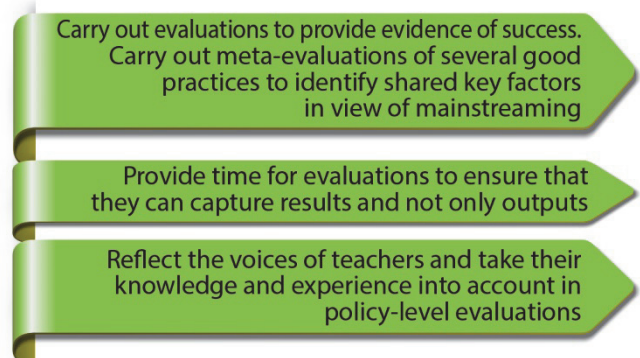 Carry out evaluations to provide evidence of success.
Carry out meta-evaluations of several good
practices to identify shared key factors
in view of mainstreaming
Provide time for evaluations to ensure that
they can capture results and not only outputs
Reflect the voices of teachers and take their
knowledge and experience into account in
policy-level evaluations